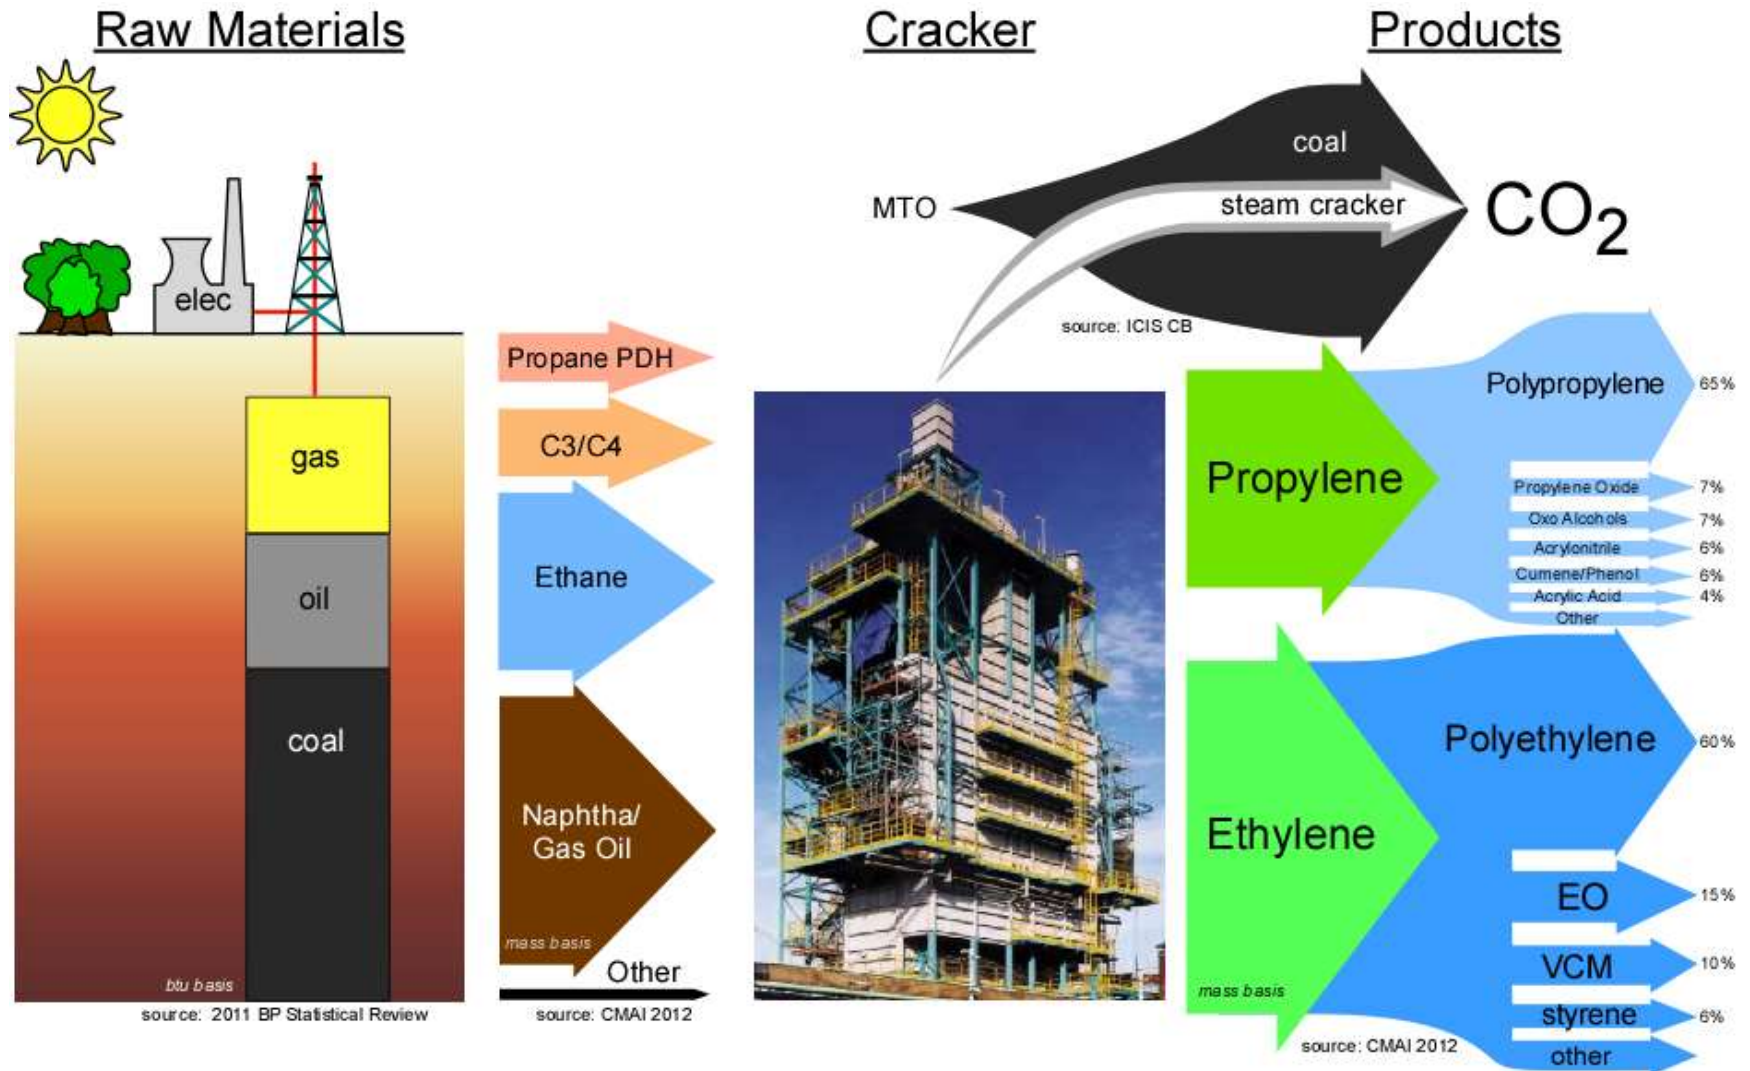 Raw Materials
Cracker
Products
elec
gas
oil
coal
btu basis
source: 2011 BP Statistical Review
Propane PDH
C3/C4
Ethane
Naphtha/
Gas Oil
mass basis
Other
source: CMAI 2012
MTO
coal
steam cracker
CO2
source: ICIS CB
Propylene
Polypropylene
65%
Propylene Oxide
7%
Oxo Alcohols
7%
Acrylonitrile
6%
Cumene/Phenol
6%
Acrylic Acid
4%
Other
Ethylene
mass basis
Polyethylene
60%
EO
15%
VCM
10%
styrene
6%
other
source: CMAI 2012